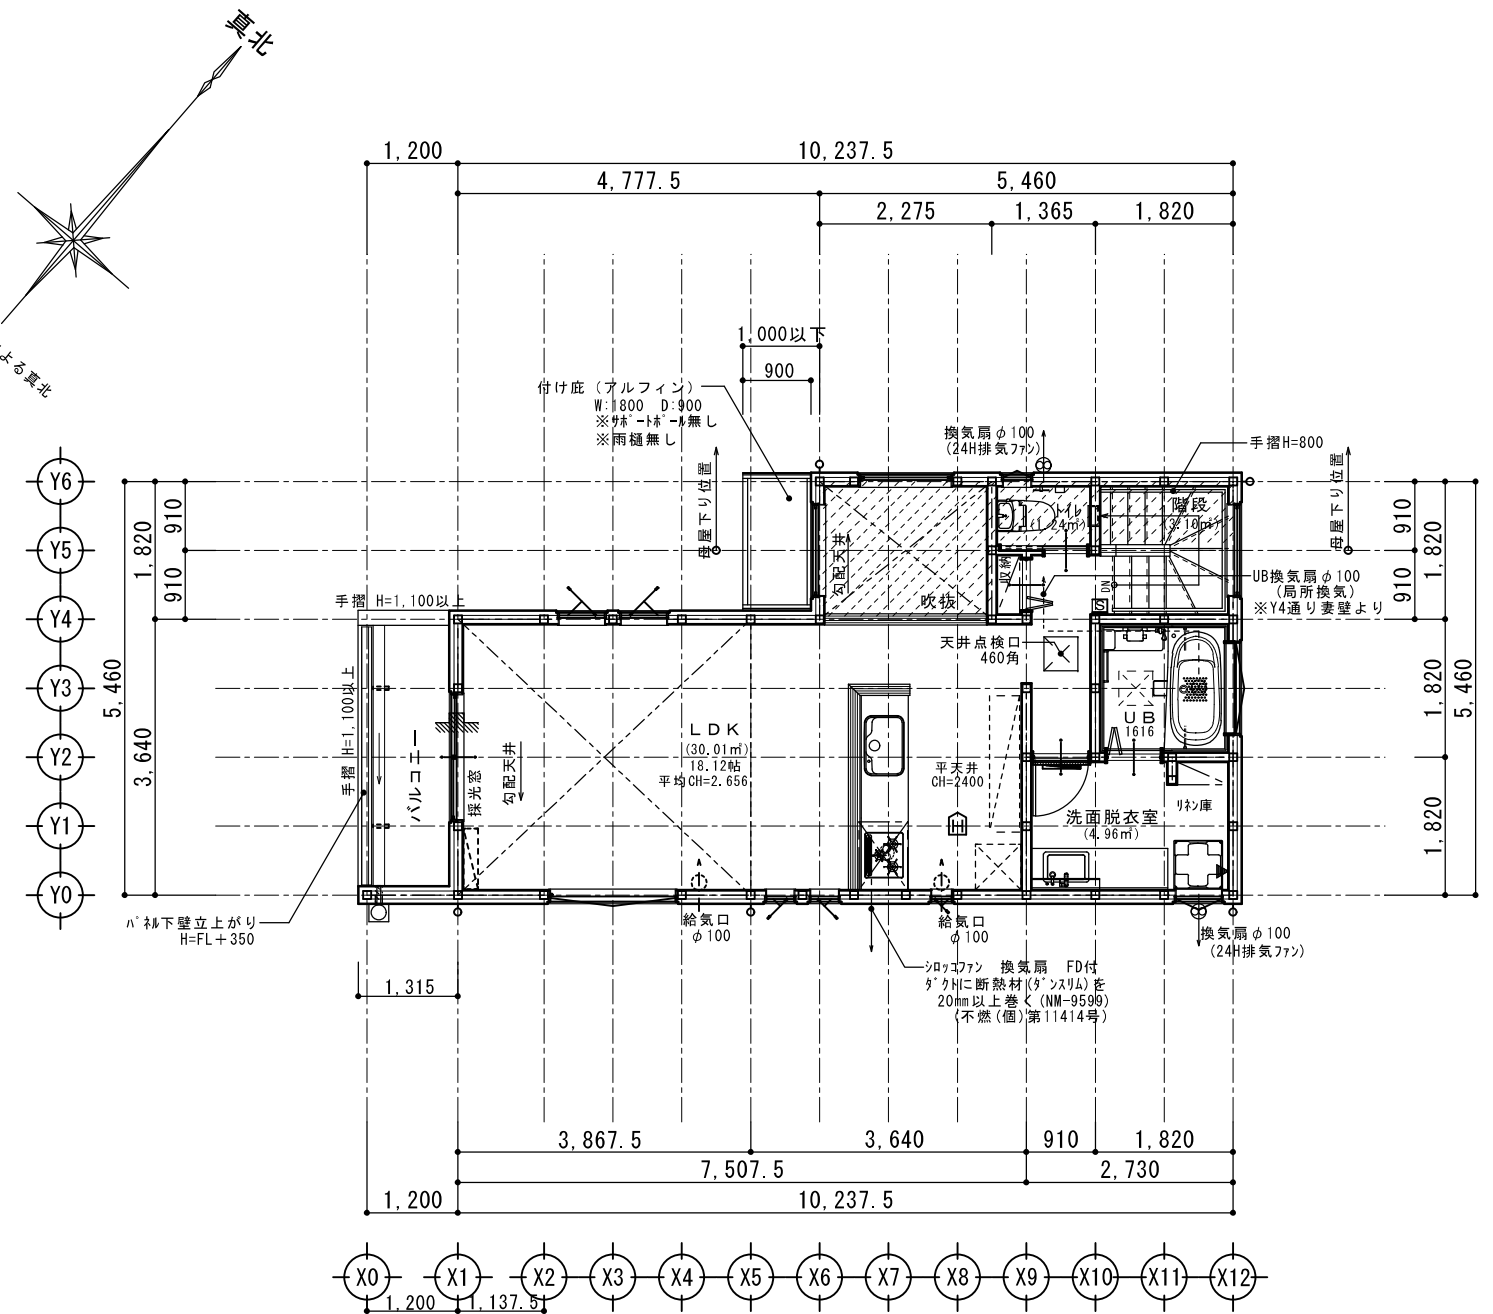 真北
よる真北
1,200
10,237.5
4,777.5
5,460
2,275
1,365
1,820
1,000以下
900
付け庇（アルフィン）
W:1800 D:900
※ｻﾎﾟｰﾄﾎﾟｰﾙ無し
※雨樋無し
換気扇φ100
(24H排気ファン)
手摺H=800
母屋下り位置
母屋下り位置
Y6
Y5
Y4
Y3
Y2
Y1
Y0
5,460
1,820
3,640
910
910
910
910
1,820
1,820
1,820
5,460
トイレ
(1.24㎡)
階段
(3.10㎡)
勾配天井
吹抜
収納
DN
S
UB換気扇φ100
(局所換気)
※Y4通り妻壁より
手摺 H=1,100以上
手摺 H=1,100以上
天井点検口
460角
バルコニー
採光窓
勾配天井
LDK
(30.01㎡)
18.12帖
平均CH=2.656
平天井
CH=2400
UB
1616
洗面脱衣室
(4.96㎡)
ﾘﾈﾝ庫
ﾊﾟﾈﾙ下壁立上がり
H=FL＋350
給気口
φ100
給気口
φ100
換気扇φ100
(24H排気ファン)
ｼﾛｯｺﾌｧﾝ 換気扇 FD付
ﾀﾞｸﾄに断熱材(ﾀﾞﾝｽﾘﾑ)を
20mm以上巻く(NM-9599)
(不燃(個)第11414号)
1,315
3,867.5
3,640
910
1,820
7,507.5
2,730
1,200
10,237.5
X0
X1
X2
X3
X4
X5
X6
X7
X8
X9
X10
X11
X12
1,200
1,137.5